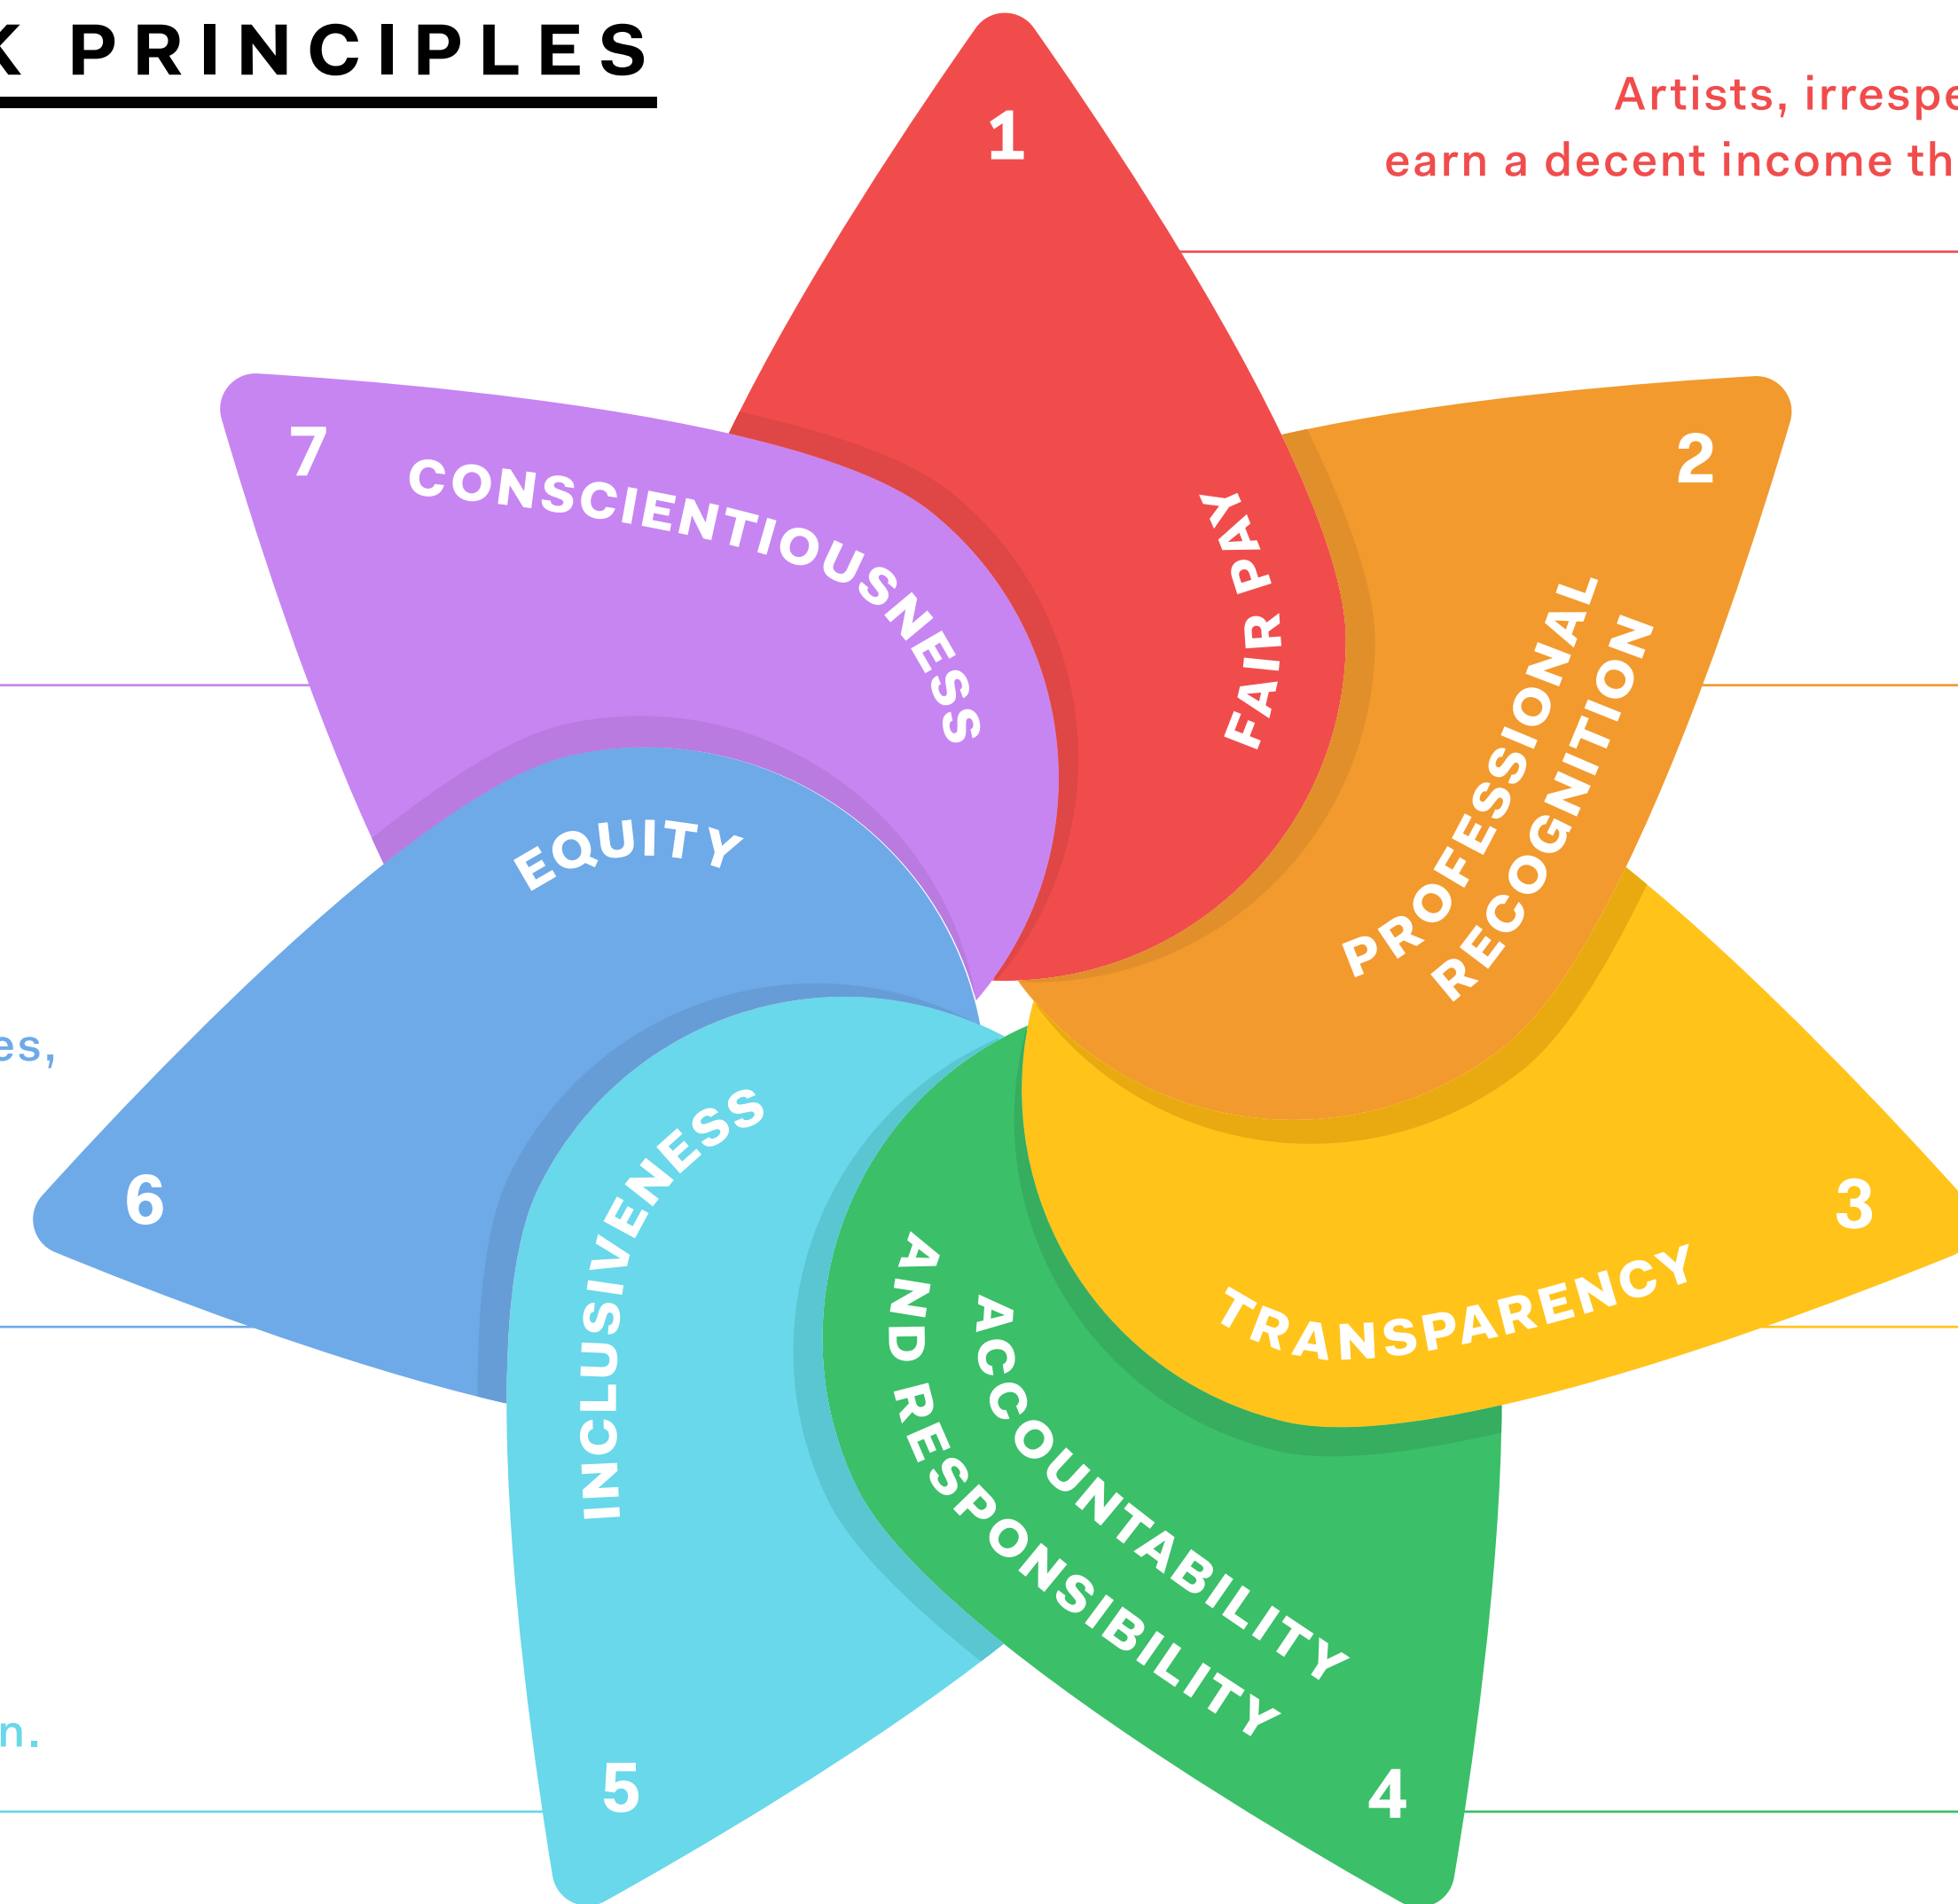 K PRINCIPLES
Artists, irrespe
earn a decent income th
1
FAIR PAY
2
PROFESSIONAL
RECOGNITION
3
TRANSPARENCY
4
ACCOUNTABILITY
AND RESPONSIBILITY
5
INCLUSIVENESS
6
EQUITY
7
CONSCIENTIOUSNESS
es,
n.